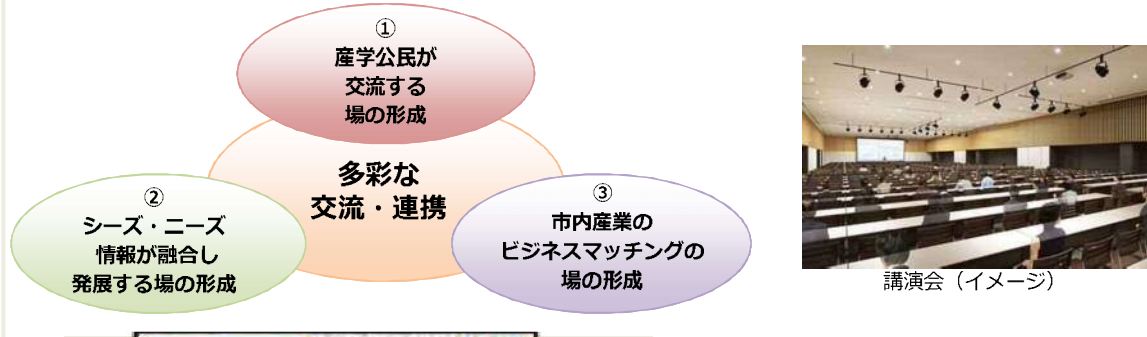 ①
産学公民が
交流する
場の形成
多彩な
交流・連携
②
シーズ・ニーズ
情報が融合し
発展する場の形成
③
市内産業の
ビジネスマッチングの
場の形成
講演会（イメージ）